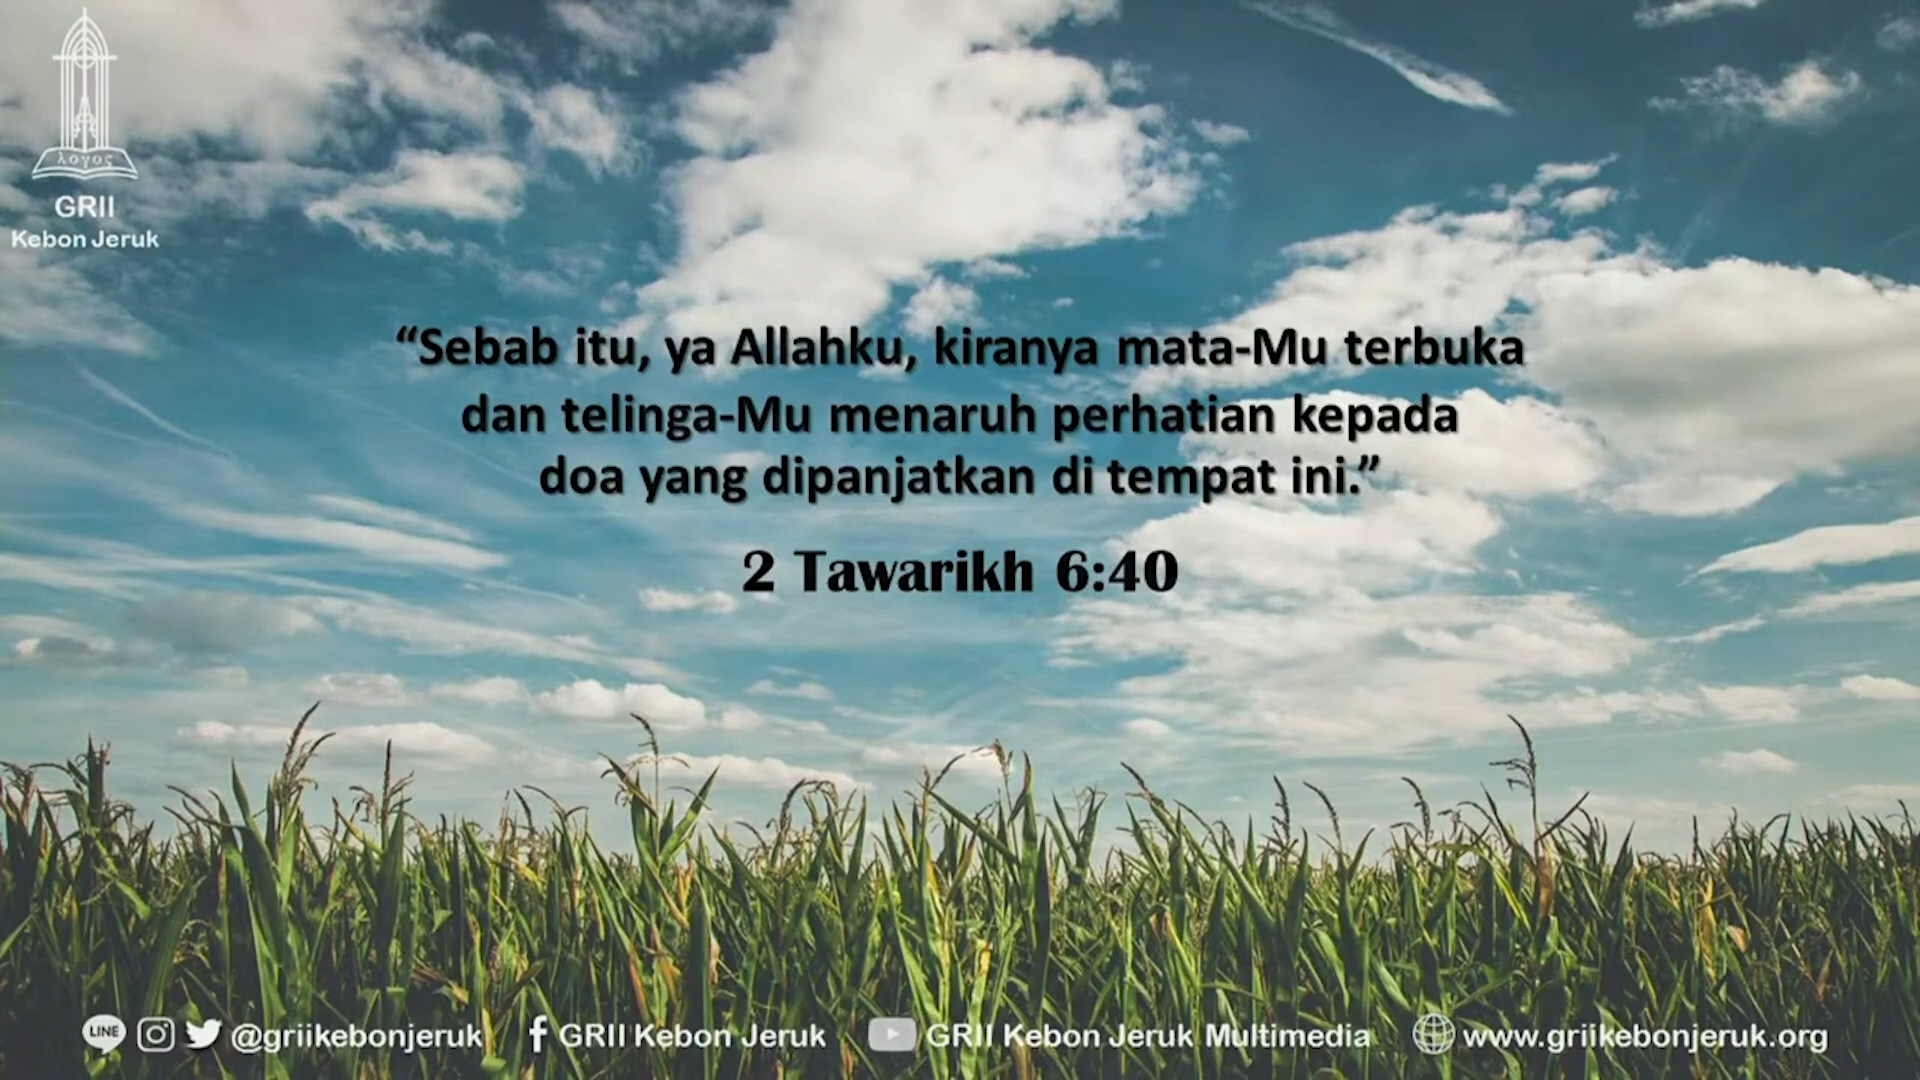 λογος
GRII
Kebon Jeruk
“Sebab itu, ya Allahku, kiranya mata-Mu terbuka
dan telinga-Mu menaruh perhatian kepada
doa yang dipanjatkan di tempat ini.”
2 Tawarikh 6:40
LINE @griikebonjeruk GRII Kebon Jeruk GRII Kebon Jeruk Multimedia www.griikebonjeruk.org